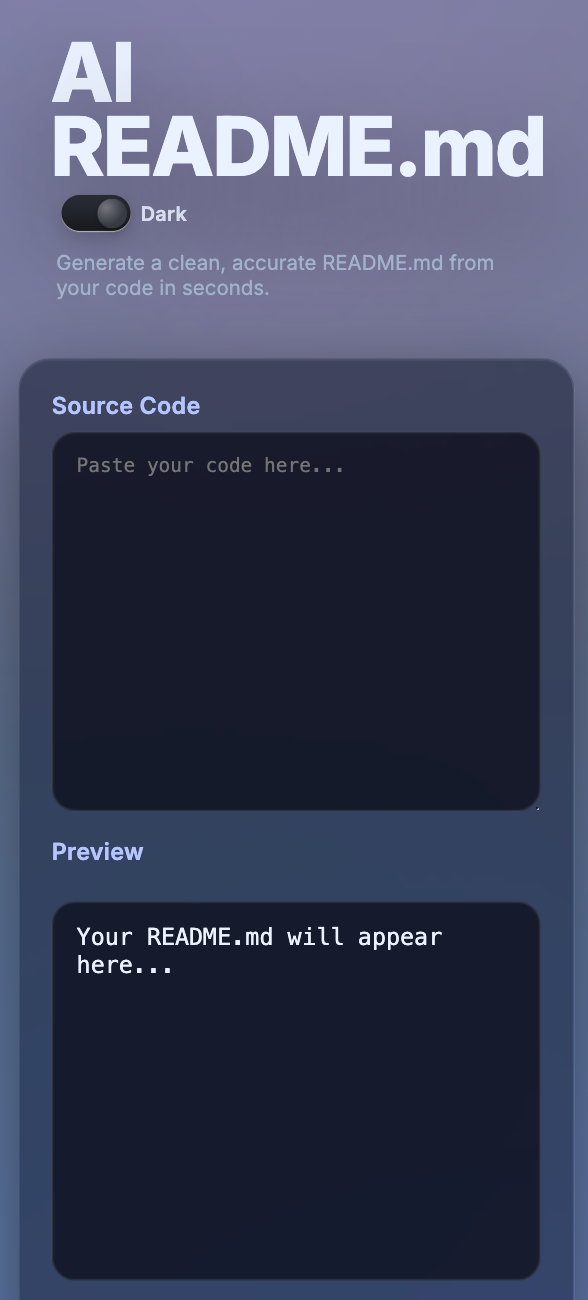 AI
README.md
Dark
Generate a clean, accurate README.md from
your code in seconds.
Source Code
Paste your code here...
Preview
Your README.md will appear
here...